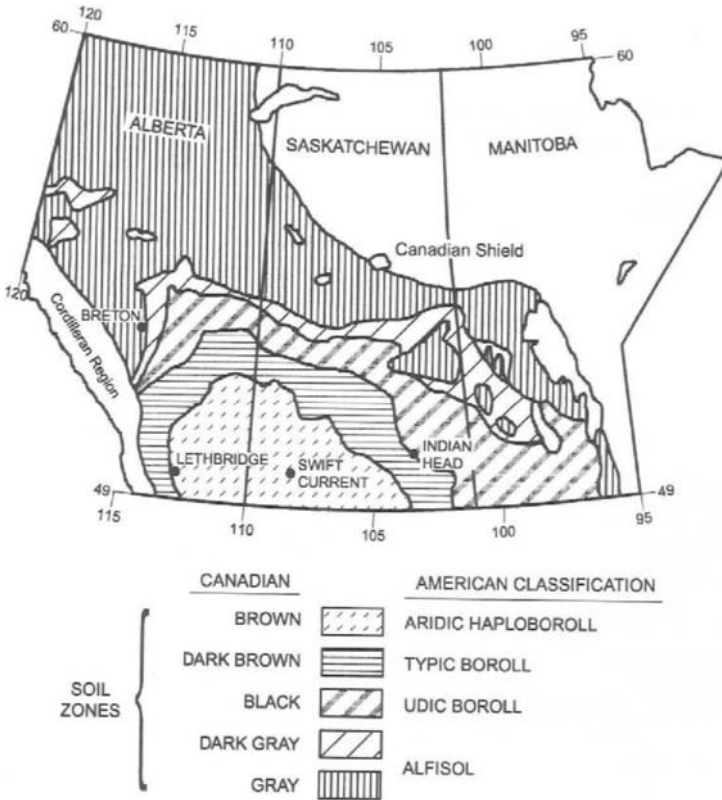 120
60
115
110
105
100
95
60
ALBERTA
SASKATCHEWAN
MANITOBA
Canadian Shield
120
BRETON
Cordilleran Region
LETHBRIDGE
SWIFT
CURRENT
INDIAN
HEAD
49
49
115
110
105
100
95
CANADIAN
AMERICAN CLASSIFICATION
BROWN
ARIDIC HAPLOBOROLL
DARK BROWN
TYPIC BOROLL
SOIL
ZONES
BLACK
UDIC BOROLL
DARK GRAY
ALFISOL
GRAY